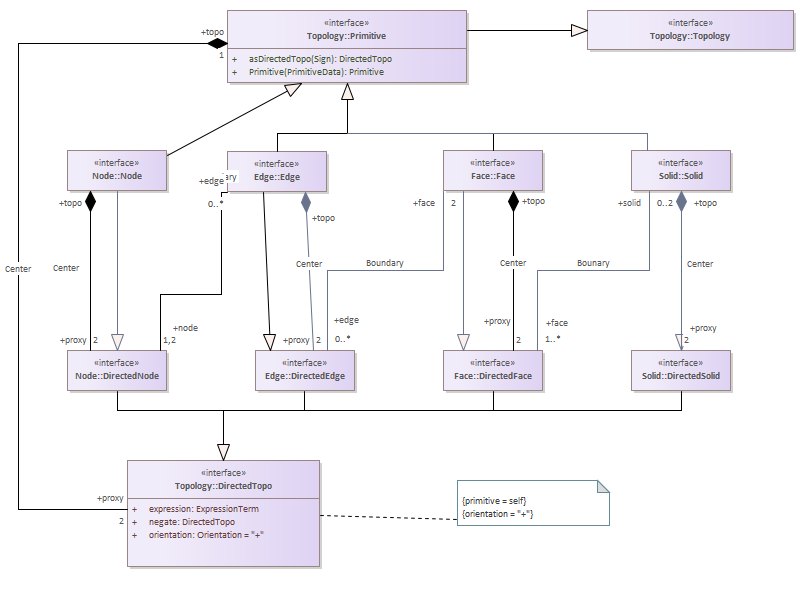 «interface»
Topology::Primitive
+ asDirectedTopo(Sign): DirectedTopo
+ Primitive(PrimitiveData): Primitive
«interface»
Topology::Topology
+topo
1
«interface»
Node::Node
«interface»
Edge::Edge
«interface»
Face::Face
«interface»
Solid::Solid
+edge
ary
0..*
+topo
+topo
+face
2
+topo
+solid
0..2
+topo
Center
Center
Center
Boundary
Center
Bounary
Center
+node
1,2
+proxy
2
+proxy
2
+edge
0..*
+proxy
2
+face
1..*
+proxy
2
«interface»
Node::DirectedNode
«interface»
Edge::DirectedEdge
«interface»
Face::DirectedFace
«interface»
Solid::DirectedSolid
+proxy
2
«interface»
Topology::DirectedTopo
+ expression: ExpressionTerm
+ negate: DirectedTopo
+ orientation: Orientation = "+"
{primitive = self}
{orientation = "+"}